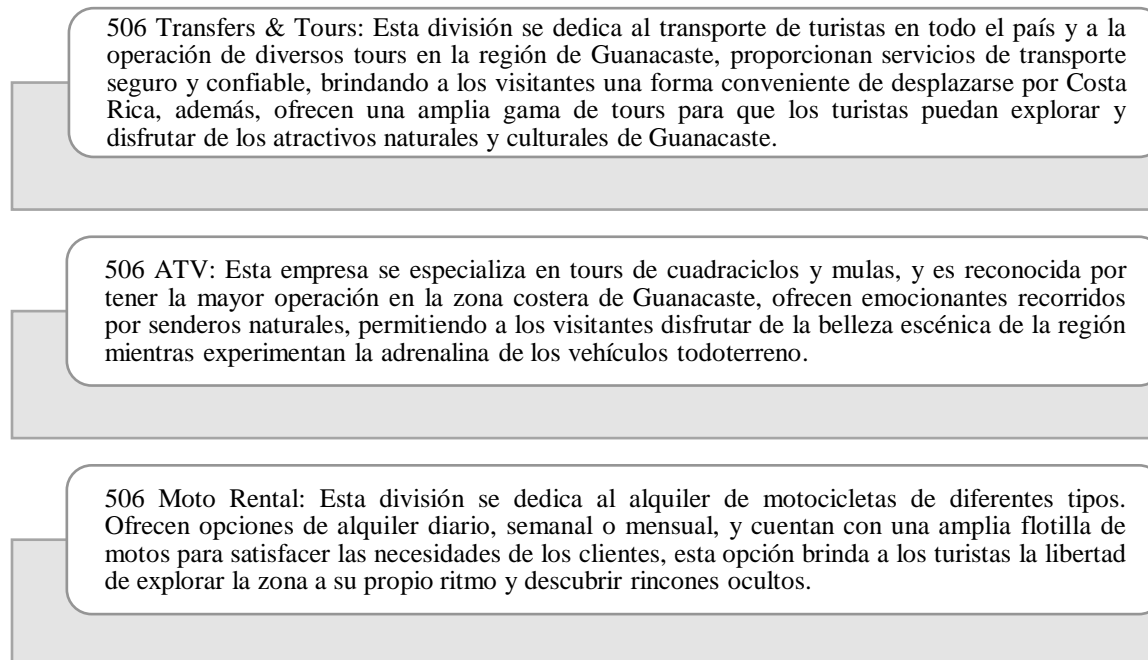 506 Transfers & Tours: Esta división se dedica al transporte de turistas en todo el país y a la
operación de diversos tours en la región de Guanacaste, proporcionan servicios de transporte
seguro y confiable, brindando a los visitantes una forma conveniente de desplazarse por Costa
Rica, además, ofrecen una amplia gama de tours para que los turistas puedan explorar y
disfrutar de los atractivos naturales y culturales de Guanacaste.
506 ATV: Esta empresa se especializa en tours de cuadraciclos y mulas, y es reconocida por
tener la mayor operación en la zona costera de Guanacaste, ofrecen emocionantes recorridos
por senderos naturales, permitiendo a los visitantes disfrutar de la belleza escénica de la región
mientras experimentan la adrenalina de los vehículos todoterreno.
506 Moto Rental: Esta división se dedica al alquiler de motocicletas de diferentes tipos.
Ofrecen opciones de alquiler diario, semanal o mensual, y cuentan con una amplia flotilla de
motos para satisfacer las necesidades de los clientes, esta opción brinda a los turistas la libertad
de explorar la zona a su propio ritmo y descubrir rincones ocultos.